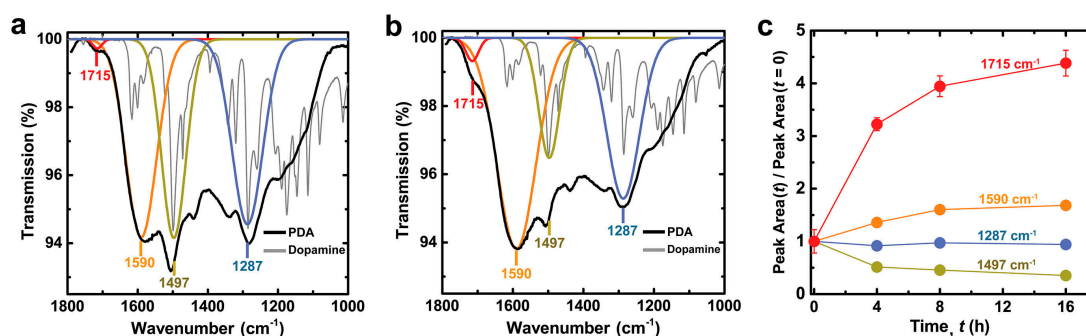 a
100
98
96
94
92
Transmission (%)
1715
1590
1497
1287
PDA
Dopamine
1800
1600
1400
1200
1000
Wavenumber (cm⁻¹)
b
100
98
96
94
92
Transmission (%)
1715
1590
1497
1287
PDA
Dopamine
1800
1600
1400
1200
1000
Wavenumber (cm⁻¹)
c
5
4
3
2
1
0
Peak Area(t) / Peak Area(t = 0)
1715 cm⁻¹
1590 cm⁻¹
1287 cm⁻¹
1497 cm⁻¹
0
4
8
12
16
Time, t (h)